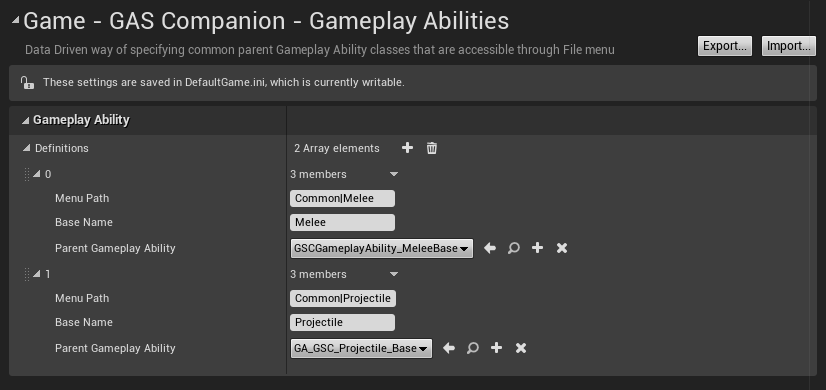 Game - GAS Companion - Gameplay Abilities
Data Driven way of specifying common parent Gameplay Ability classes that are accessible through File menu
Export... Import...
These settings are saved in DefaultGame.ini, which is currently writable.
Gameplay Ability
Definitions 2 Array elements
0 3 members
Menu Path Common|Melee
Base Name Melee
Parent Gameplay Ability GSCGameplayAbility_MeleeBase
1 3 members
Menu Path Common|Projectile
Base Name Projectile
Parent Gameplay Ability GA_GSC_Projectile_Base